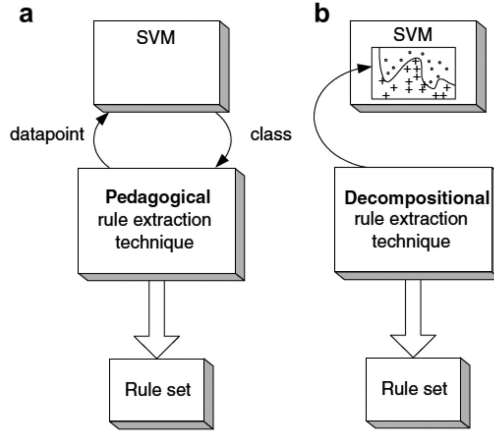 a
SVM
datapoint
class
Pedagogical
rule extraction
technique
Rule set
b
SVM
Decompositional
rule extraction
technique
Rule set